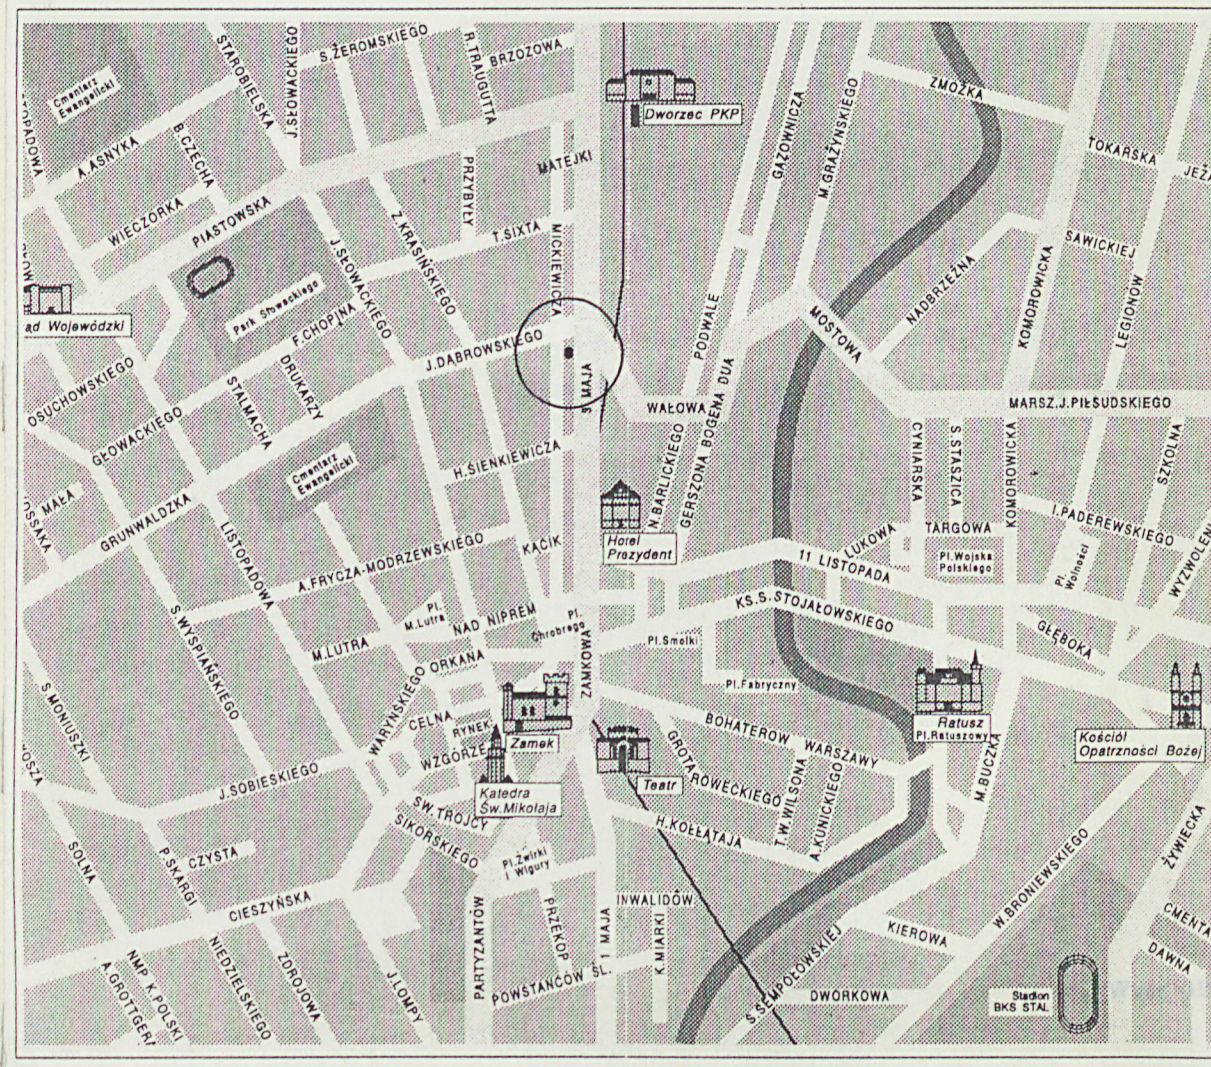 STAROBIELSKA
J.SŁOWACKIEGO
S.ŻEROMSKIEGO
R.TRAUGUTTA
BRZOZOWA
Cmentarz
Ewangelicki
A.ASNYKA
B.CZECHA
WIECZORKA
PIASTOWSKA
PRZYBYŁY
MATEJKI
Dworzec PKP
GAZOWNICZA
M.GRAŻYŃSKIEGO
ZMOŻKA
TOKARSKA
SAWICKIEJ
NADBRZEŻNA
KOMOROWICKA
LEGIONÓW
MOSTOWA
PODWALE
T.SIXTA
MICKIEWICZA
Z.KRASIŃSKIEGO
J.SŁOWACKIEGO
Park Słowackiego
F.CHOPINA
ąd Wojewódzki
OSUCHOWSKIEGO
GŁOWACKIEGO
STALMACHA
DRUKARZY
J.DĄBROWSKIEGO
3 MAJA
WAŁOWA
GERSZONA BOGENA DUA
N.BARLICKIEGO
MARSZ.J.PIŁSUDSKIEGO
CYNIARSKA
S.STASZICA
KOMOROWICKA
SZKOLNA
I.PADEREWSKIEGO
Pl.
Wolności
MAŁA
GRUNWALDZKA
Cmentarz
Ewangelicki
H.SIENKIEWICZA
Hotel
Prezydent
KĄCIK
A.FRYCZA-MODRZEWSKIEGO
LISTOPADOWA
ŁUKOWA
TARGOWA
Pl.Wojska
Polskiego
11 LISTOPADA
KS.S.STOJAŁOWSKIEGO
GŁĘBOKA
S.WYSPIAŃSKIEGO
M.LUTRA
Pl.
M.Lutra
NAD NIPREM
Pl.
Chrobrego
ZAMKOWA
Pl.Smolki
Pl.Fabryczny
ORKANA
WARYŃSKIEGO
CELNA
RYNEK
WZGÓRZE
Zamek
Katedra
Św.Mikołaja
Teatr
BOHATERÓW WARSZAWY
GROTA ROWECKIEGO
T.W.WILSONA
A.KUNICKIEGO
H.KOŁŁĄTAJA
Ratusz
Pl.Ratuszowy
M.BUCZKA
Kościół
Opatrzności Bożej
S.MONIUSZKI
J.SOBIESKIEGO
ŚW.TRÓJCY
SIKORSKIEGO
Pl.Żwirki
i Wigury
SOLNA
P.SKARGI
CZYSTA
CIESZYŃSKA
NMP K.POLSKI
A.GROTTGERA
NIEDZIELSKIEGO
ZDROJOWA
J.LOMPY
PARTYZANTÓW
PRZEKOP
POWSTAŃCÓW ŚL.
1 MAJA
INWALIDÓW
K.MIARKI
S.SEMPOŁOWSKIEJ
DWORKOWA
KIEROWA
W.BRONIEWSKIEGO
ŻYWIECKA
DAWNA
Stadion
BKS STAL